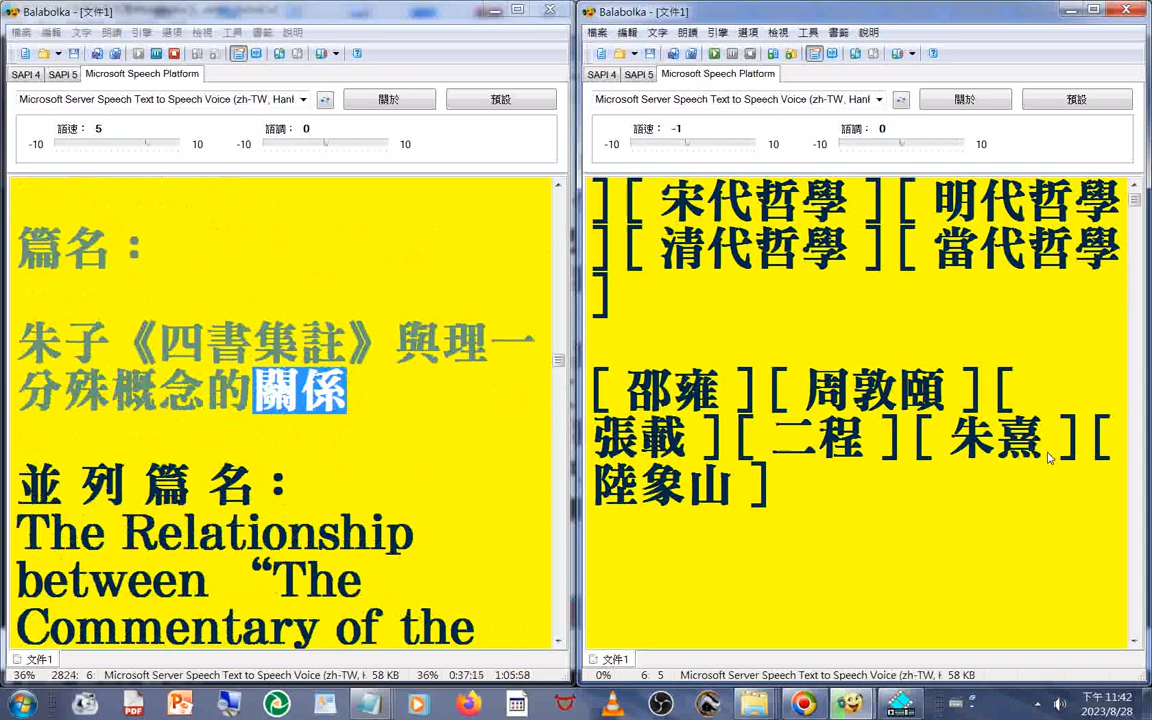 Balabolka - [文件1]
檔案 編輯 文字 朗讀 引擎 選項 檢視 工具 書籤 說明
SAPI 4 SAPI 5 Microsoft Speech Platform
Microsoft Server Speech Text to Speech Voice (zh-TW, Hanl
關於
預設
語速： 5
語調： 0
-10 10 -10 10
篇名：
朱子《四書集註》與理一
分殊概念的關係
並 列 篇 名：
The Relationship
between “The
Commentary of the
文件1
36% 2824: 6: Microsoft Server Speech Text to Speech Voice (zh-TW, H 58 KB 36% 0:37:15 1:05:58
Balabolka - [文件1]
檔案 編輯 文字 朗讀 引擎 選項 檢視 工具 書籤 說明
SAPI 4 SAPI 5 Microsoft Speech Platform
Microsoft Server Speech Text to Speech Voice (zh-TW, Hanl
關於
預設
語速： -1
語調： 0
-10 10 -10 10
][ 宋代哲學 ][ 明代哲學
][ 清代哲學 ][ 當代哲學
]
[ 邵雍 ][ 周敦頤 ][
張載 ][ 二程 ][ 朱熹 ][
陸象山 ]
文件1
0% 6: 5 Microsoft Server Speech Text to Speech Voice (zh-TW, H 58 KB
PDF
下午 11:42
2023/8/28